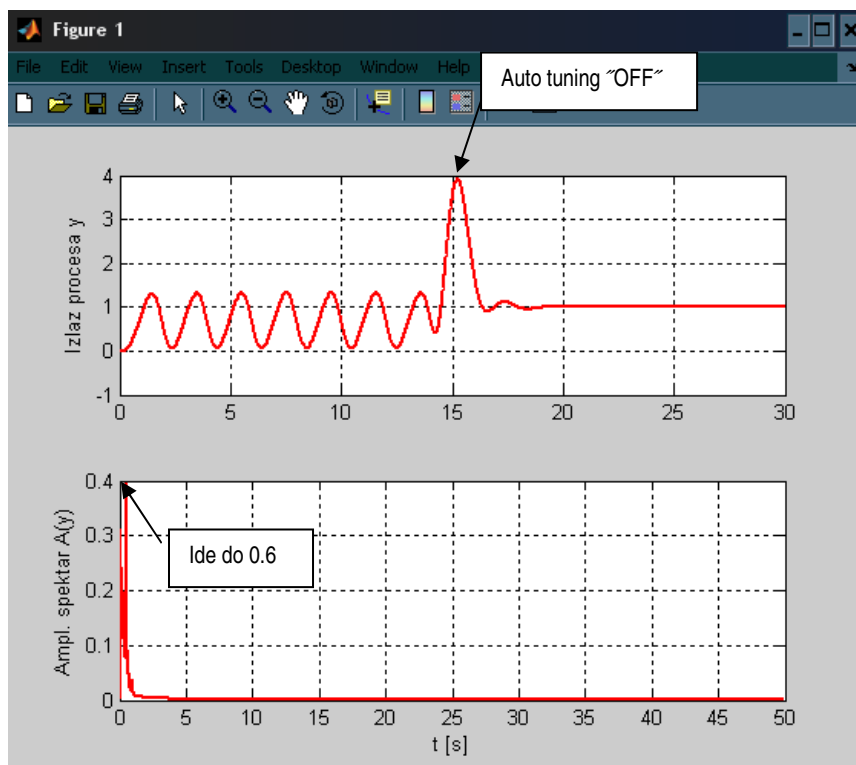 Figure 1
File Edit View Insert Tools Desktop Window Help
Auto tuning ˝OFF˝
Izlaz procesa y
4
3
2
1
0
-1
0 5 10 15 20 25 30
Ampl. spektar A(y)
0.4
0.3
0.2
0.1
0
Ide do 0.6
0 5 10 15 20 25 30 35 40 45 50
t [s]